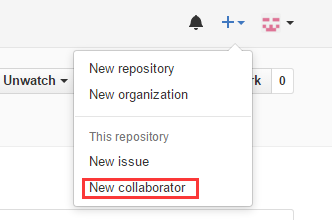 Unwatch
rk 0
New repository
New organization
This repository
New issue
New collaborator